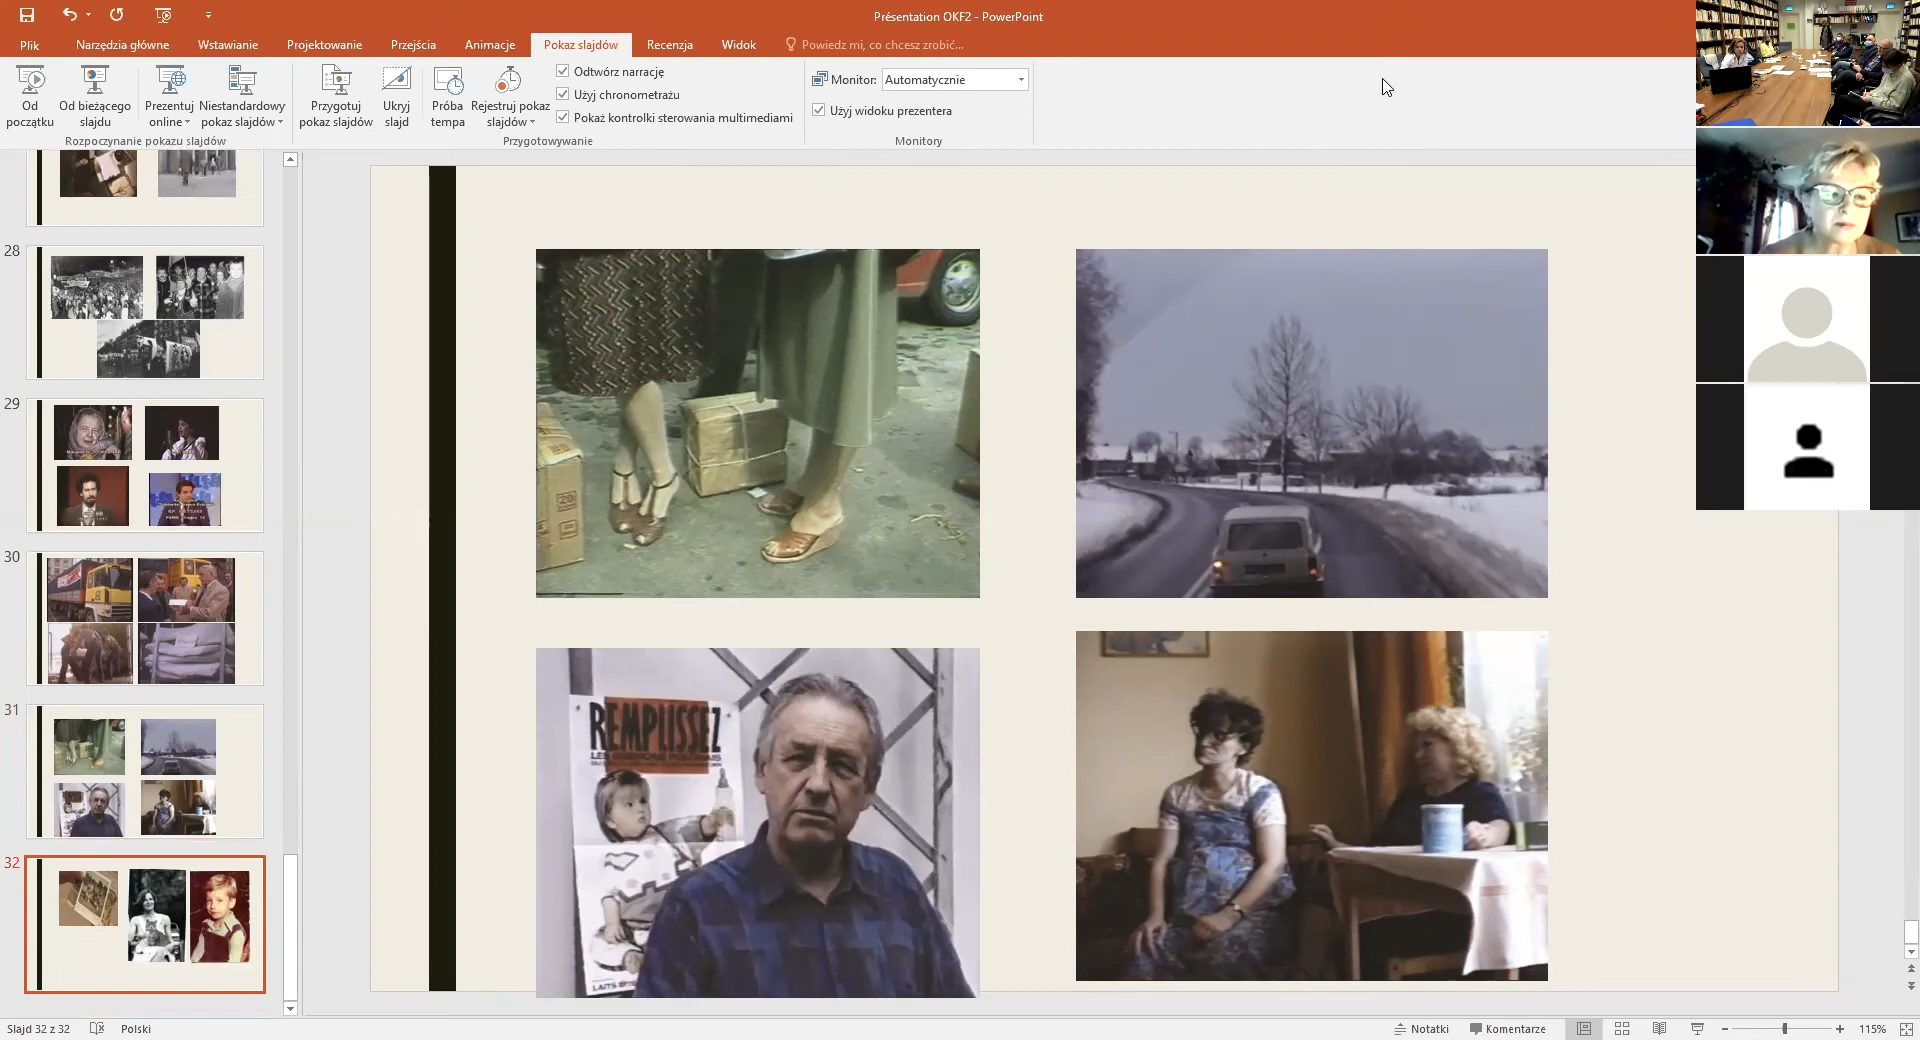 Présentation OKF2 - PowerPoint
Plik
Narzędzia główne
Wstawianie
Projektowanie
Przejścia
Animacje
Pokaz slajdów
Recenzja
Widok
Powiedz mi, co chcesz zrobić...
Od początku
Od bieżącego slajdu
Prezentuj online
Niestandardowy pokaz slajdów
Rozpoczynanie pokazu slajdów
Przygotuj pokaz slajdów
Ukryj slajd
Próba tempa
Rejestruj pokaz slajdów
Odtwórz narrację
Użyj chronometrażu
Pokaż kontrolki sterowania multimediami
Przygotowywanie
Monitor:
Automatycznie
Użyj widoku prezentera
Monitory
28
29
30
31
32
20
REMPLISSEZ
Slajd 32 z 32
Polski
Notatki
Komentarze
115%